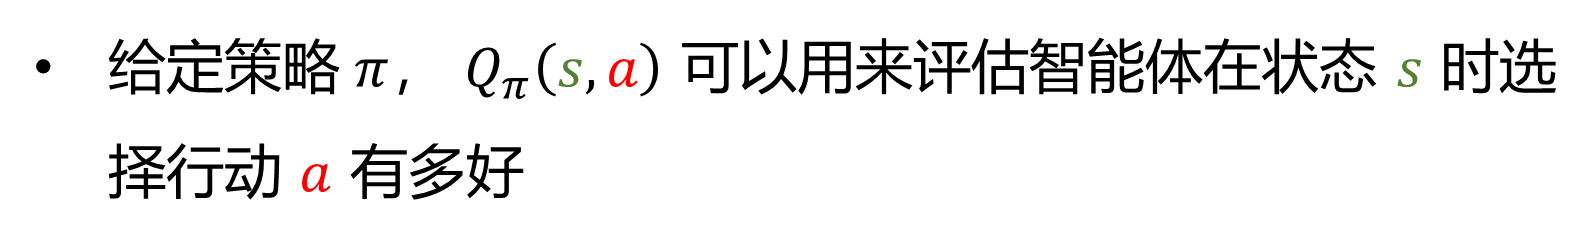 • 给定策略 π, Qπ(s,a) 可以用来评估智能体在状态 s 时选
择行动 a 有多好